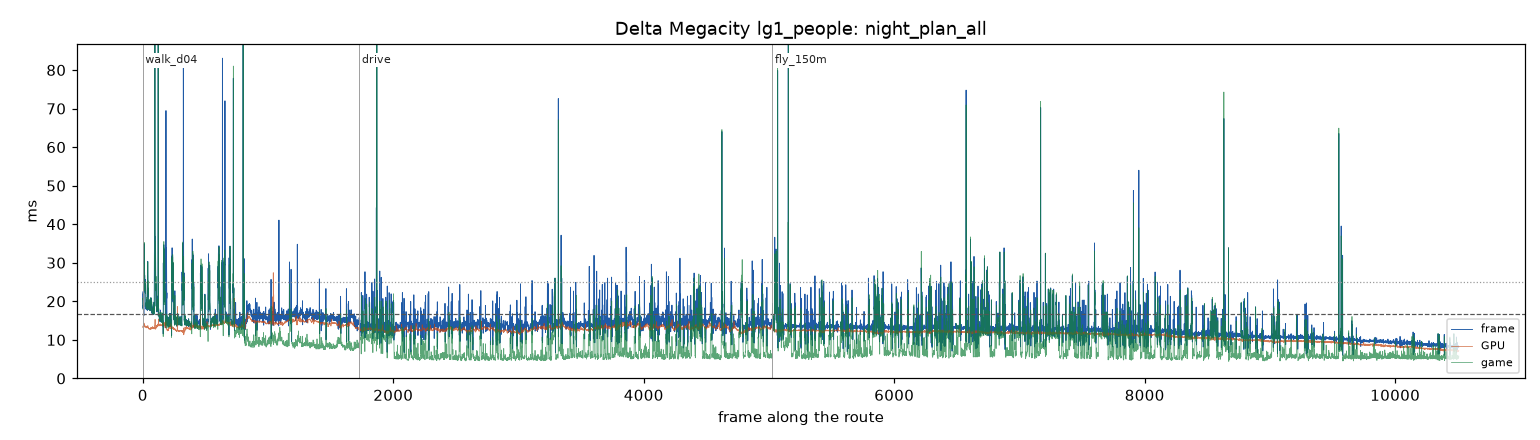 Delta Megacity lg1_people: night_plan_all
walk_d04
drive
fly_150m
80
70
60
50
40
30
20
10
0
ms
0
2000
4000
6000
8000
10000
frame along the route
frame
GPU
game